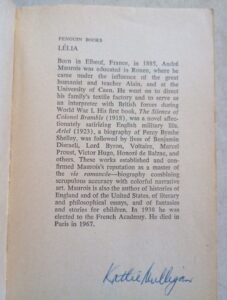 PENGUIN BOOKS
LÉLIA
Born in Elbeuf, France, in 1885, André
Maurois was educated in Rouen, where he
came under the influence of the great
humanist and teacher Alain, and at the
University of Caen. He went on to direct
his family's textile factory and to serve as
an interpreter with British forces during
World War I. His first book, The Silence of
Colonel Bramble (1918), was a novel affec-
tionately satirizing English military life.
Ariel (1923), a biography of Percy Bysshe
Shelley, was followed by lives of Benjamin
Disraeli, Lord Byron, Voltaire, Marcel
Proust, Victor Hugo, Honoré de Balzac, and
others. These works established and con-
firmed Maurois's reputation as a master of
the vie romancée—biography combining
scrupulous accuracy with colorful narrative
art. Maurois is also the author of histories of
England and of the United States, of literary
and philosophical essays, and of fantasies
and stories for children. In 1938 he was
elected to the French Academy. He died in
Paris in 1967.
Kattie Mulligan